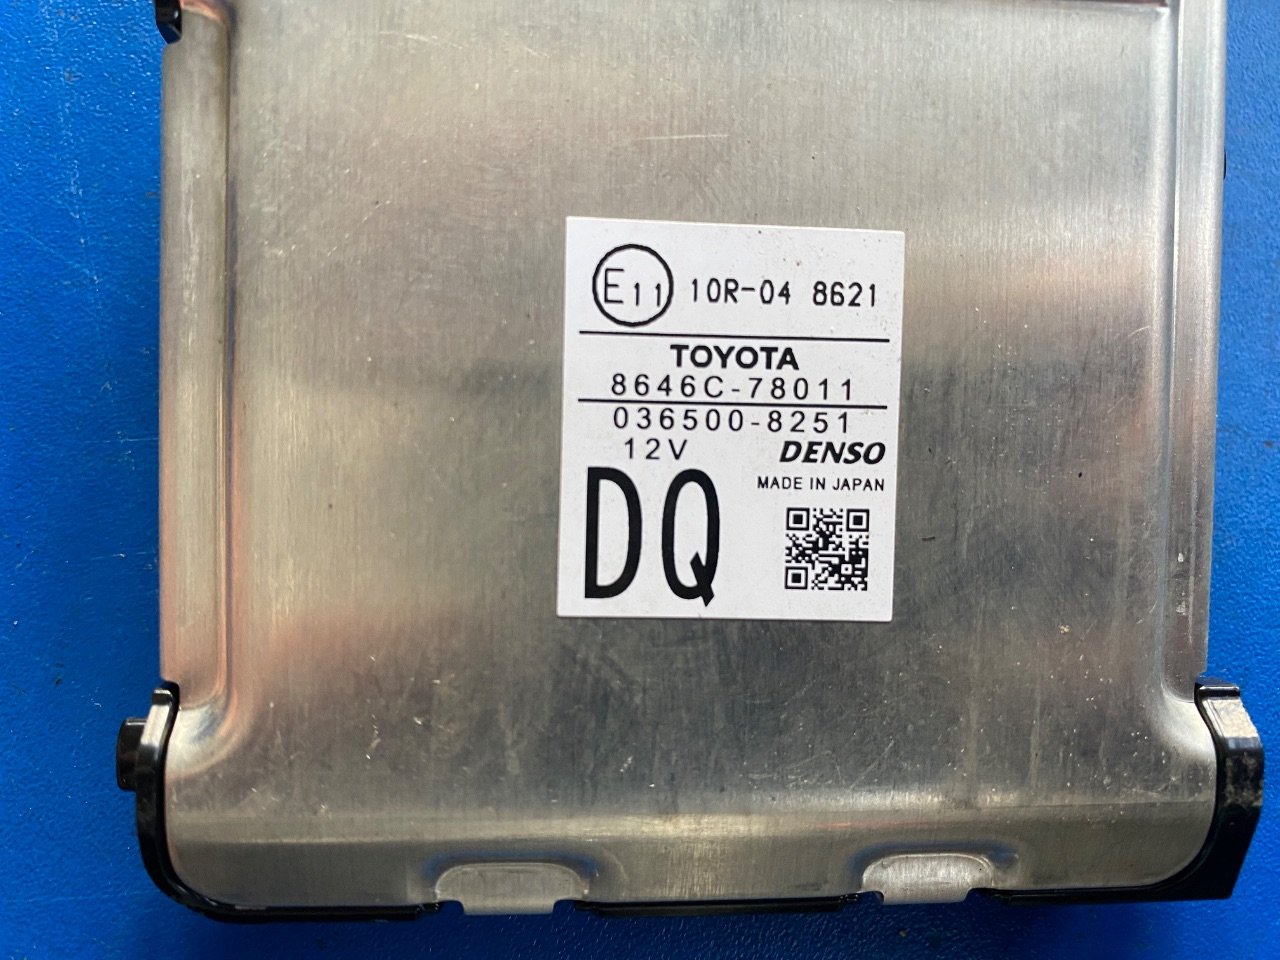 E11 10R-04 8621
TOYOTA
8646C-78011
036500-8251
12V DENSO
MADE IN JAPAN
DQ